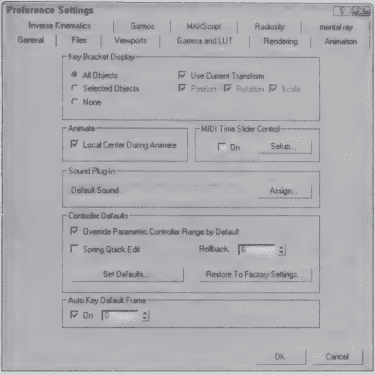 Preference Settings
Inverse Kinematics Gizmos MAXScript Radiosity mental ray
General Files Viewports Gamma and LUT Rendering Animation
Key Bracket Display
All Objects Use Current Transform
Selected Objects Position Rotation Scale
None
Animate MIDI Time Slider Control
Local Center During Animate On Setup...
Sound Plug-In
Default Sound Assign...
Controller Defaults
Override Parametric Controller Range by Default
Spring Quick Edit Rollback:
Set Defaults... Restore To Factory Settings...
Auto Key Default Frame
On 0
OK Cancel